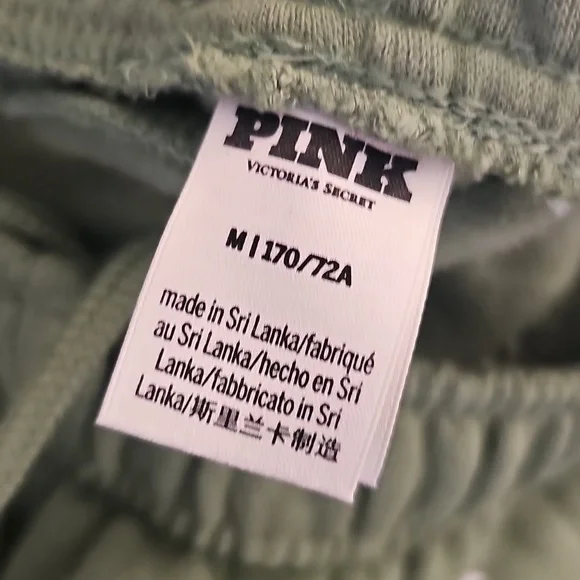 PINK
VICTORIA'S SECRET
M | 170/72A
made in Sri Lanka/fabriqué
au Sri Lanka/hecho en Sri
Lanka/fabbricato in Sri
Lanka/斯里兰卡制造